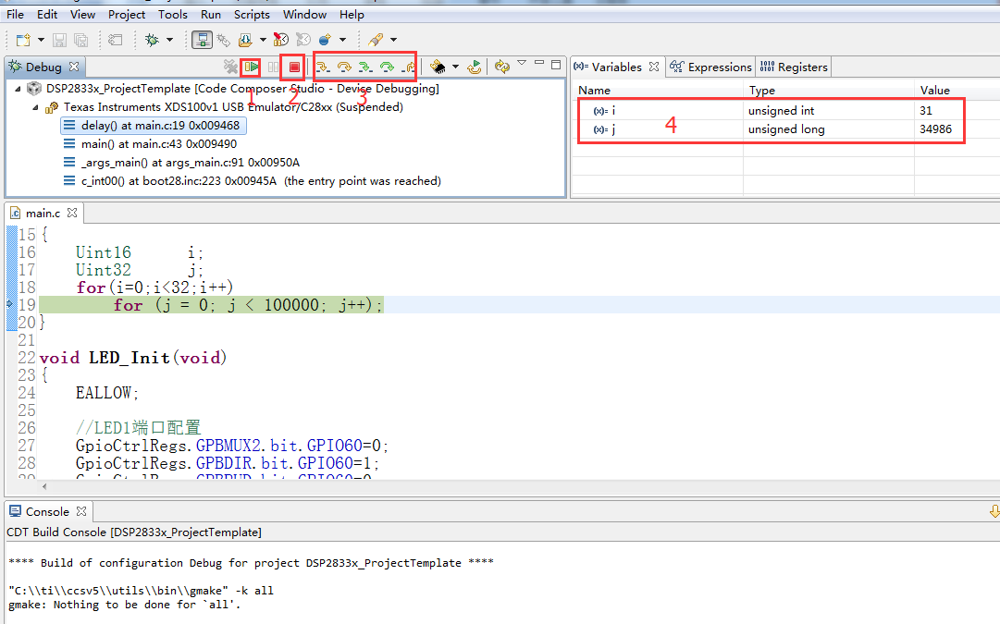 File Edit View Project Tools Run Scripts Window Help
Debug
1 2 3
DSP2833x_ProjectTemplate [Code Composer Studio - Device Debugging]
Texas Instruments XDS100v1 USB Emulator/C28xx (Suspended)
delay() at main.c:19 0x009468
main() at main.c:43 0x009490
_args_main() at args_main.c:91 0x00950A
c_int00() at boot28.inc:223 0x00945A (the entry point was reached)
(x)= Variables Expressions 1010 0101 Registers
Name Type Value
(x)= i unsigned int 31
(x)= j unsigned long 34986
4
main.c
15 {
16 Uint16 i;
17 Uint32 j;
18 for(i=0;i<32;i++)
19 for (j = 0; j < 100000; j++);
20 }
21
22 void LED_Init(void)
23 {
24 EALLOW;
25
26 //LED1端口配置
27 GpioCtrlRegs.GPBMUX2.bit.GPIO60=0;
28 GpioCtrlRegs.GPBDIR.bit.GPIO60=1;
29 GpioCtrlRegs.GPBPUD.bit.GPIO60=0
Console
CDT Build Console [DSP2833x_ProjectTemplate]
**** Build of configuration Debug for project DSP2833x_ProjectTemplate ****
"C:\\ti\\ccsv5\\utils\\bin\\gmake" -k all
gmake: Nothing to be done for `all'.